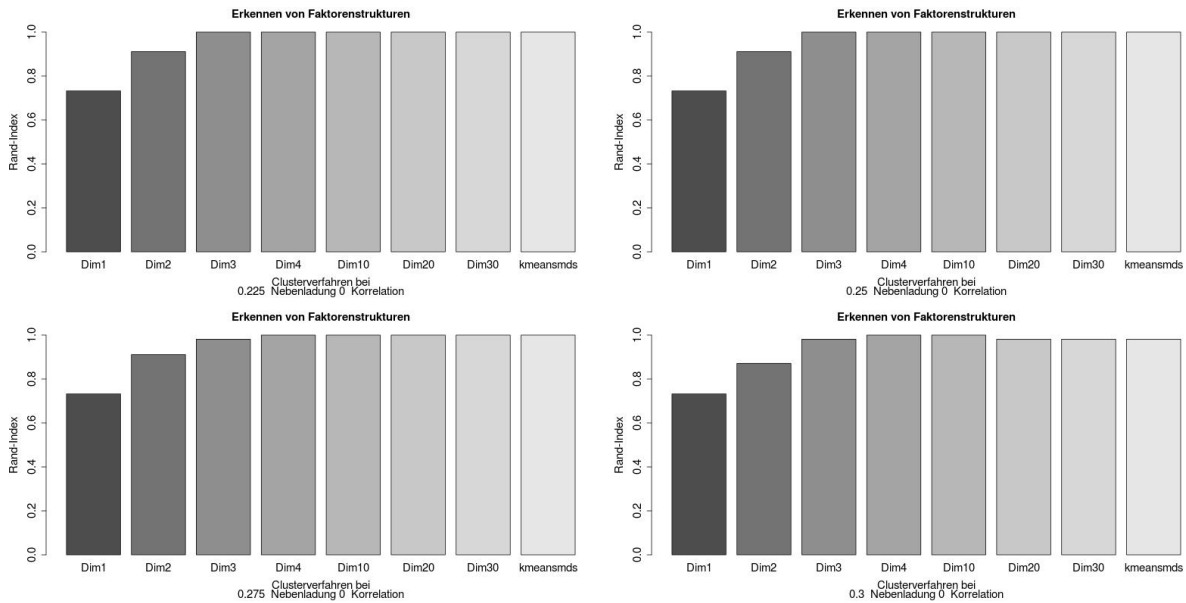 Erkennen von Faktorenstrukturen
Rand-Index
0.0 0.2 0.4 0.6 0.8 1.0
Dim1 Dim2 Dim3 Dim4 Dim10 Dim20 Dim30 kmeansmds
Clusterverfahren bei
0.225 Nebenladung 0 Korrelation
Erkennen von Faktorenstrukturen
Rand-Index
0.0 0.2 0.4 0.6 0.8 1.0
Dim1 Dim2 Dim3 Dim4 Dim10 Dim20 Dim30 kmeansmds
Clusterverfahren bei
0.25 Nebenladung 0 Korrelation
Erkennen von Faktorenstrukturen
Rand-Index
0.0 0.2 0.4 0.6 0.8 1.0
Dim1 Dim2 Dim3 Dim4 Dim10 Dim20 Dim30 kmeansmds
Clusterverfahren bei
0.275 Nebenladung 0 Korrelation
Erkennen von Faktorenstrukturen
Rand-Index
0.0 0.2 0.4 0.6 0.8 1.0
Dim1 Dim2 Dim3 Dim4 Dim10 Dim20 Dim30 kmeansmds
Clusterverfahren bei
0.3 Nebenladung 0 Korrelation